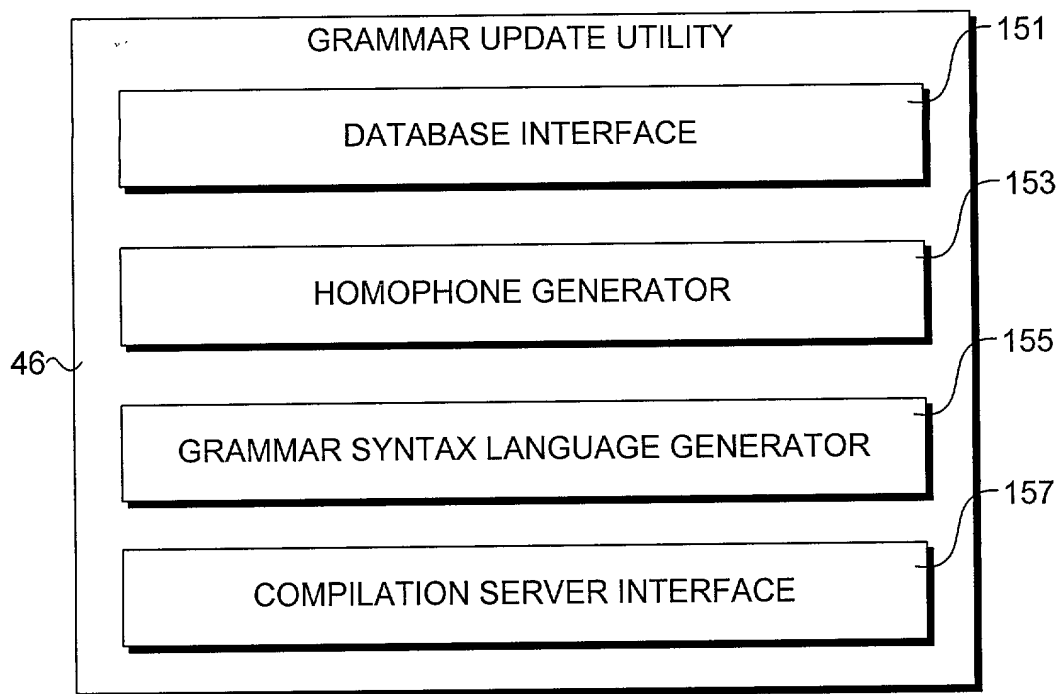 GRAMMAR UPDATE UTILITY
151
DATABASE INTERFACE
153
HOMOPHONE GENERATOR
46
155
GRAMMAR SYNTAX LANGUAGE GENERATOR
157
COMPILATION SERVER INTERFACE